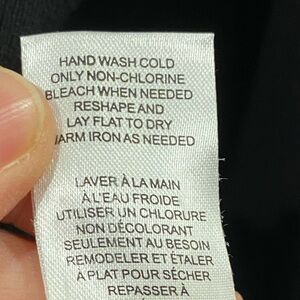 HAND WASH COLD
ONLY NON-CHLORINE
BLEACH WHEN NEEDED
RESHAPE AND
LAY FLAT TO DRY
WARM IRON AS NEEDED
LAVER À LA MAIN
À L'EAU FROIDE
UTILISER UN CHLORURE
NON DÉCOLORANT
SEULEMENT AU BESOIN
REMODELER ET ÉTALER
À PLAT POUR SÉCHER
REPASSER À